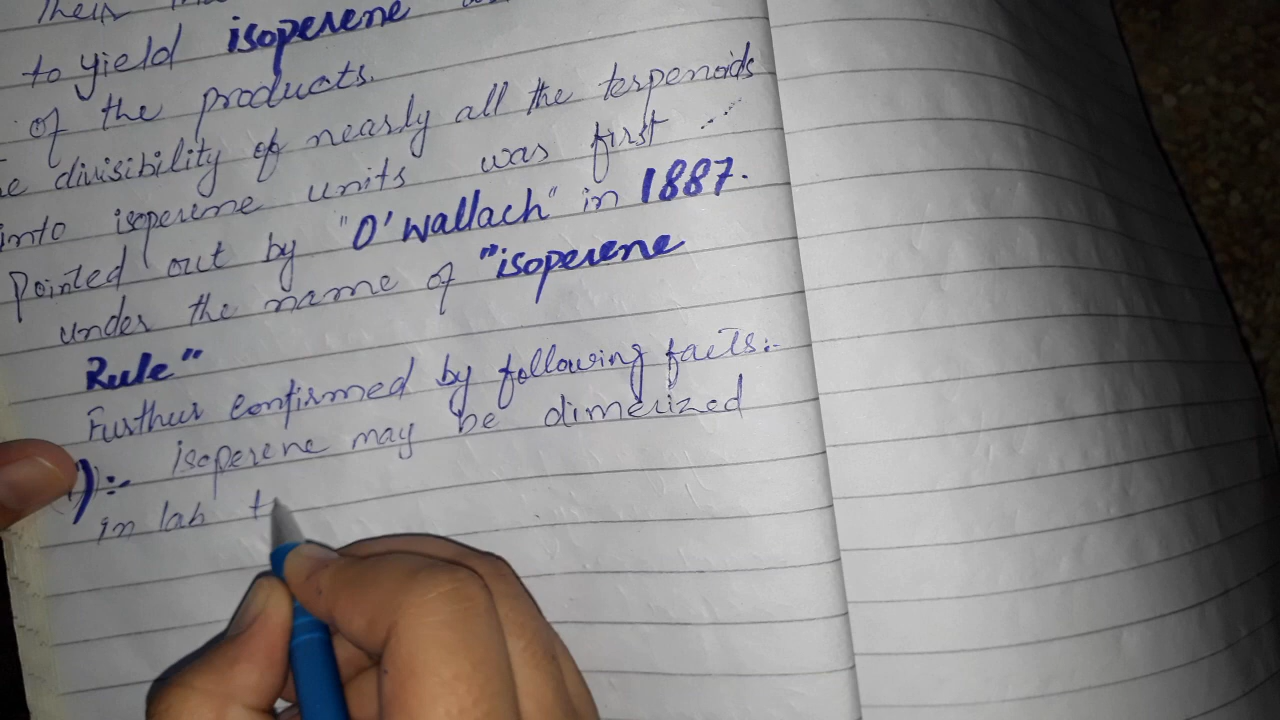 Their
to yield isoperene
of the products.
e divisibility of nearly all the terpenoids
into isopereme units was first ...
Pointed out by "O'Wallach" in 1887.
under the name of "isoperene
Rule"
Further confirmed by following facts:-
):- isoperene may be dimerized
in lab t